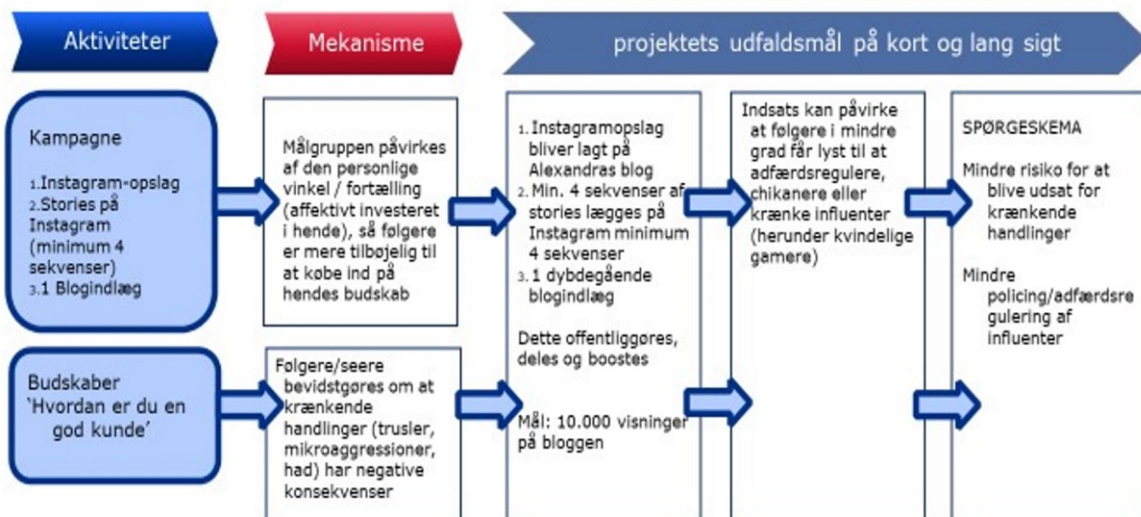 Aktiviteter
Mekanisme
projektets udfaldsmål på kort og lang sigt
Kampagne
1.Instagram-opslag
2.Stories på
Instagram
(minimum 4
sekvenser)
3.1 Blogindlæg
Budskaber
‘Hvordan er du en
god kunde’
Målgruppen påvirkes
af den personlige
vinkel / fortælling
(affektivt investeret
i hende), så følgere
er mere tilbøjelig til
at købe ind på
hendes budskab
Følgere/seere
bevidstgøres om at
krænkende
handlinger (trusler,
mikroaggressioner,
had) har negative
konsekvenser
1. Instagramopslag
bliver lagt på
Alexandras blog
2. Min. 4 sekvenser af
stories lægges på
Instagram minimum
4 sekvenser
3. 1 dybdegående
blogindlæg
Dette offentliggøres,
deles og boostes
Mål: 10.000 visninger
på bloggen
Indsats kan påvirke
at følgere i mindre
grad får lyst til at
adfærdsregulere,
chikanere eller
krænke influenter
(herunder kvindelige
gamere)
SPØRGESKEMA
Mindre risiko for at
blive udsat for
krænkende
handlinger
Mindre
policing/adfærdsre
gulering af
influenter